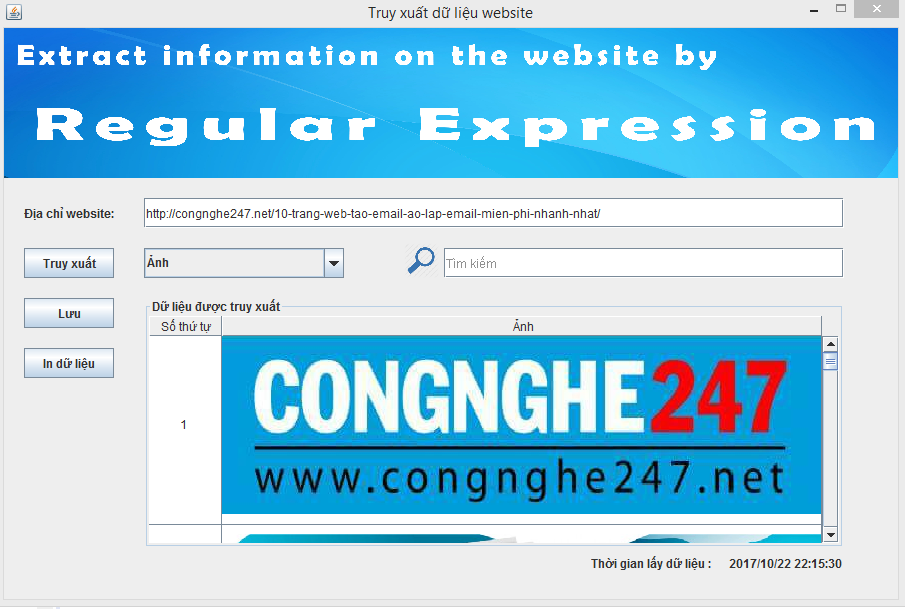 Truy xuất dữ liệu website
Extract information on the website by
Regular Expression
Địa chỉ website:
http://congnghe247.net/10-trang-web-tao-email-ao-lap-email-mien-phi-nhanh-nhat/
Truy xuất
Ảnh
Tìm kiếm
Lưu
Dữ liệu được truy xuất
Số thứ tự
Ảnh
In dữ liệu
1
CONGNGHE247
www.congnghe247.net
Thời gian lấy dữ liệu : 2017/10/22 22:15:30